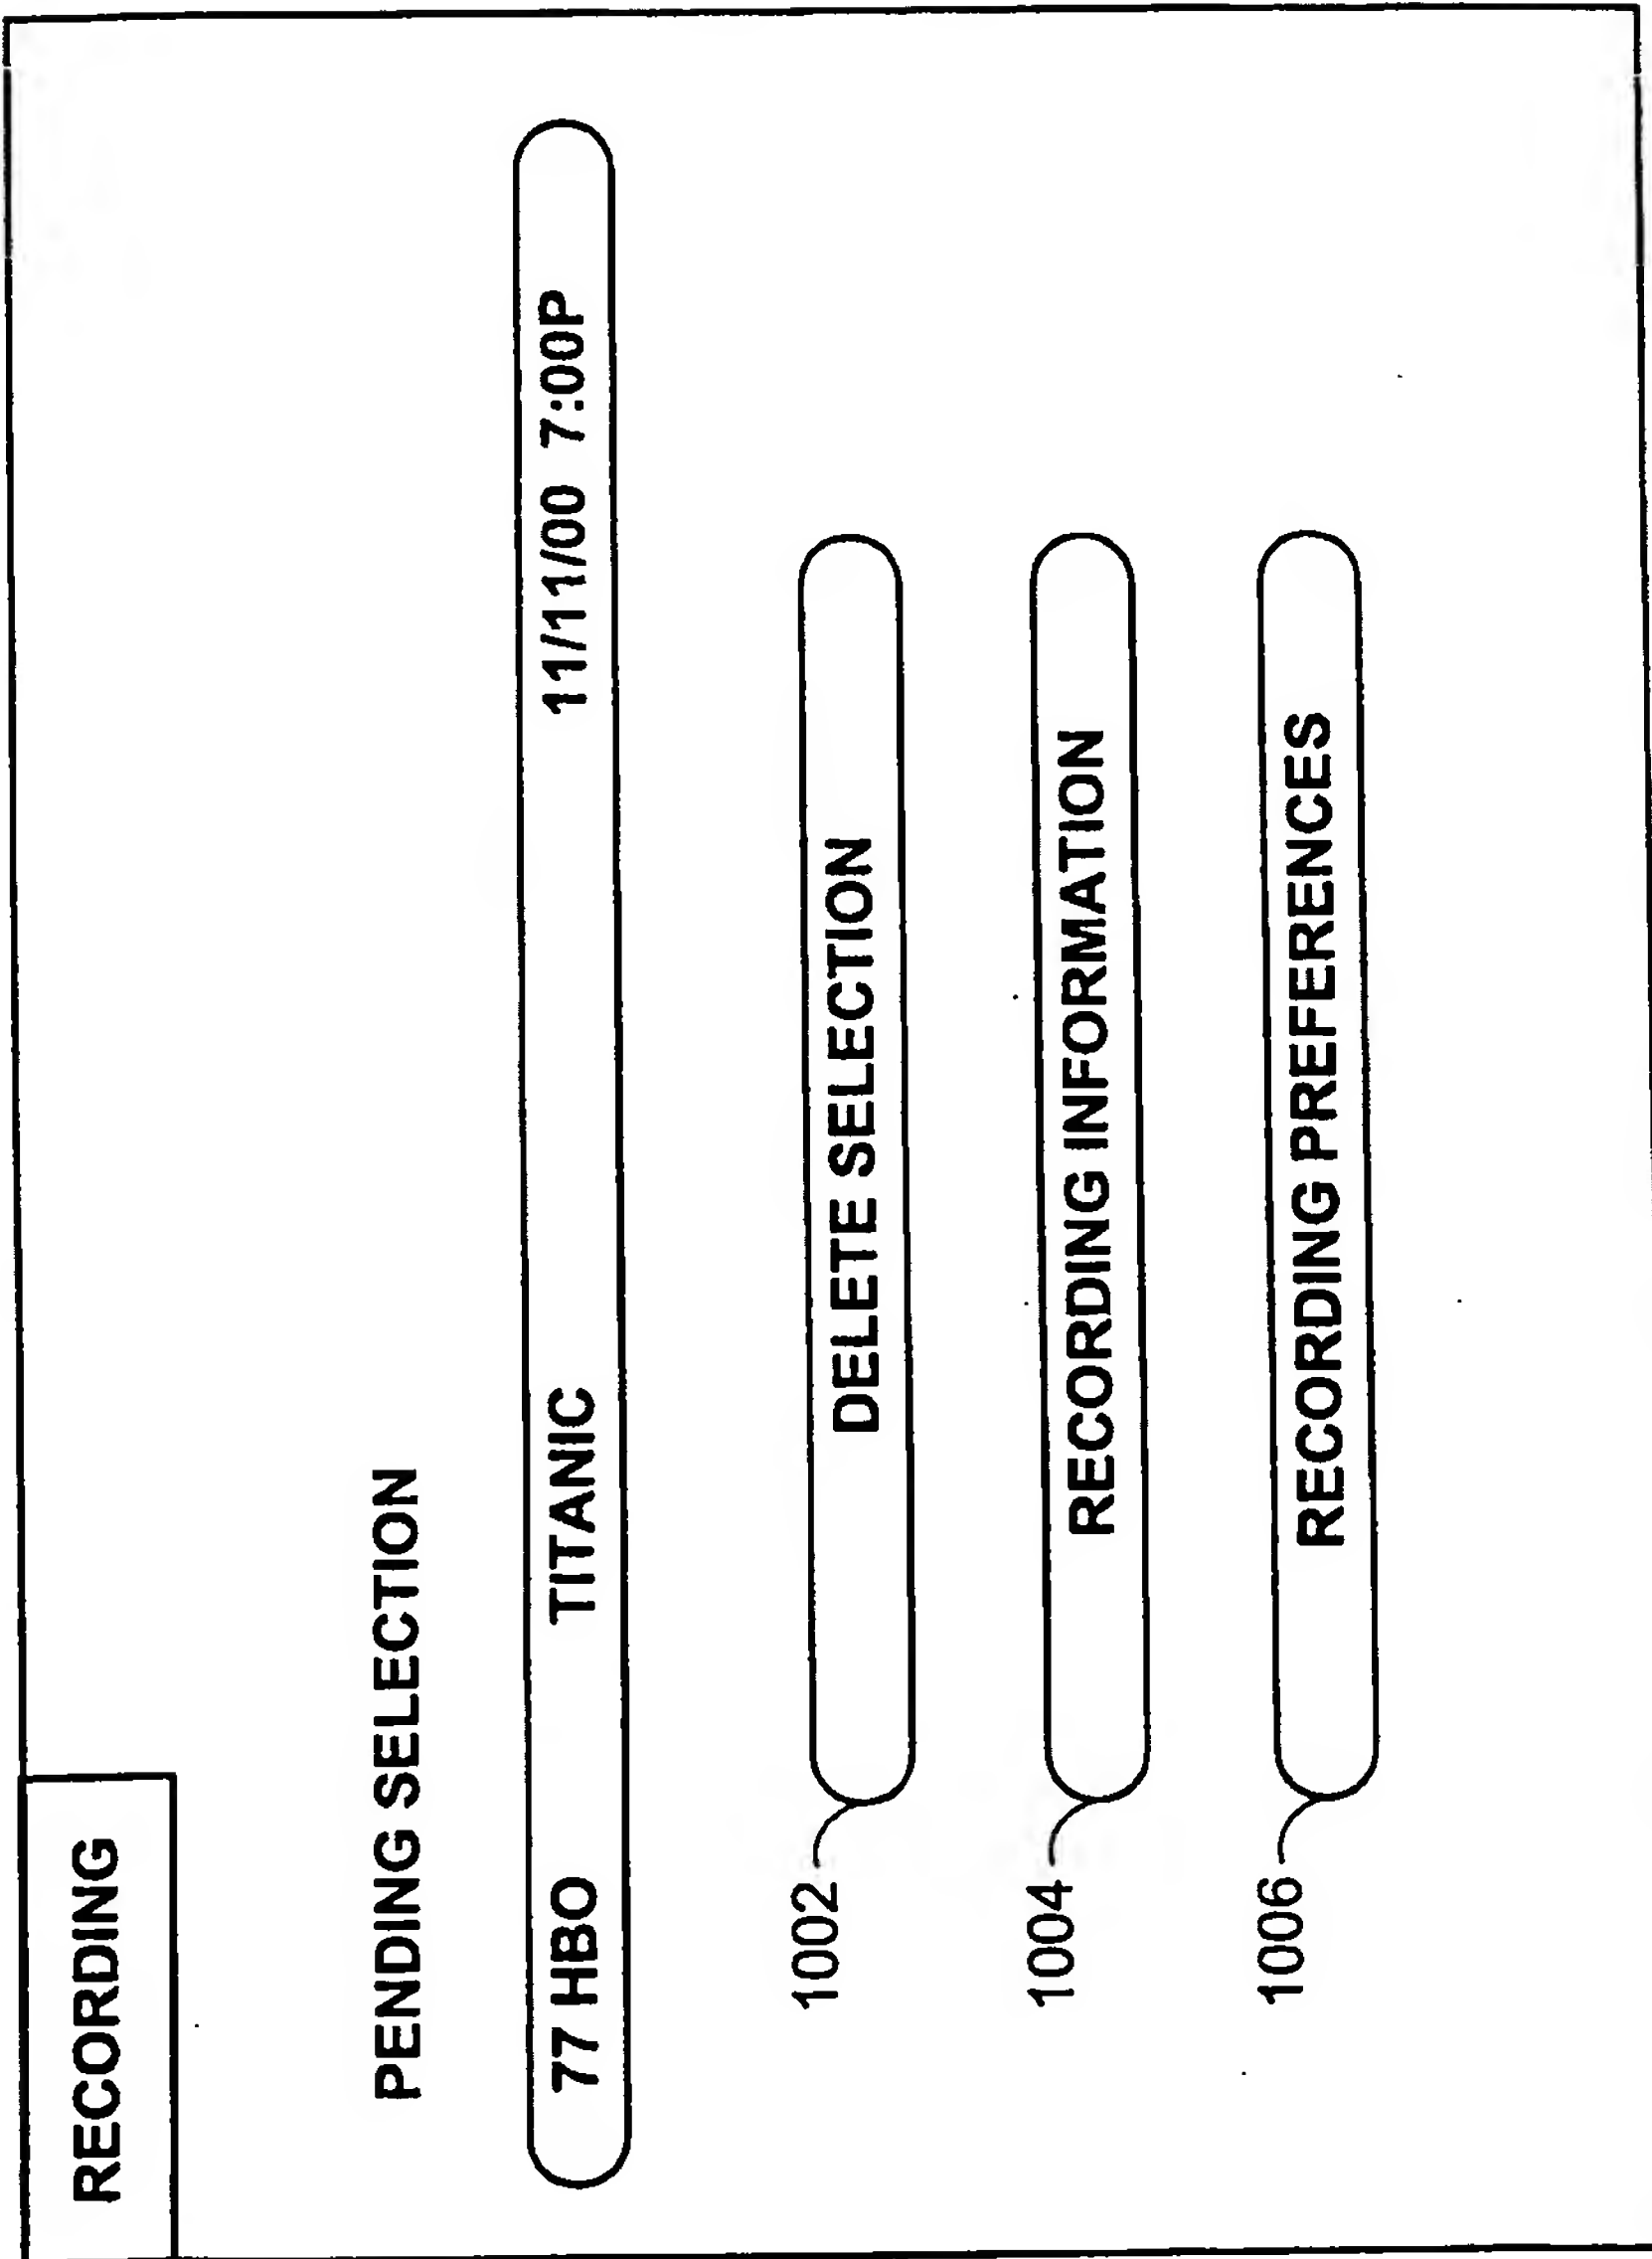 RECORDING
PENDING SELECTION
77 HBO TITANIC 11/11/00 7:00P
1002 DELETE SELECTION
1004 RECORDING INFORMATION
1006 RECORDING PREFERENCES